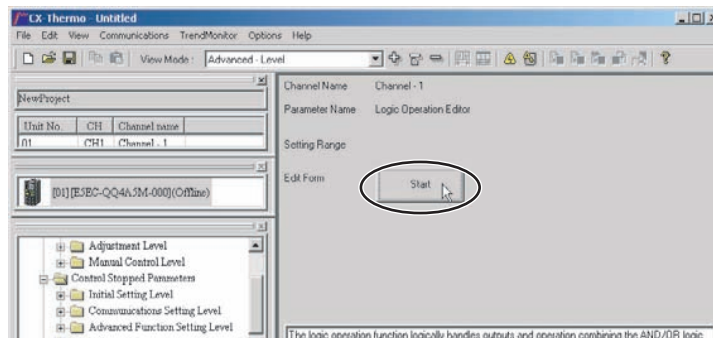 CX-Thermo - Untitled
File Edit View Communications TrendMonitor Options Help
View Mode : Advanced - Level
NewProject
Unit No. CH Channel name
01 CH1 Channel - 1
[01][E5EC-QQ4A5M-000](Offline)
Adjustment Level
Manual Control Level
Control Stopped Parameters
Initial Setting Level
Communications Setting Level
Advanced Function Setting Level
Channel Name Channel - 1
Parameter Name Logic Operation Editor
Setting Range
Edit Form Start
The logic operation function logically handles outputs and operation combining the AND/OR logic